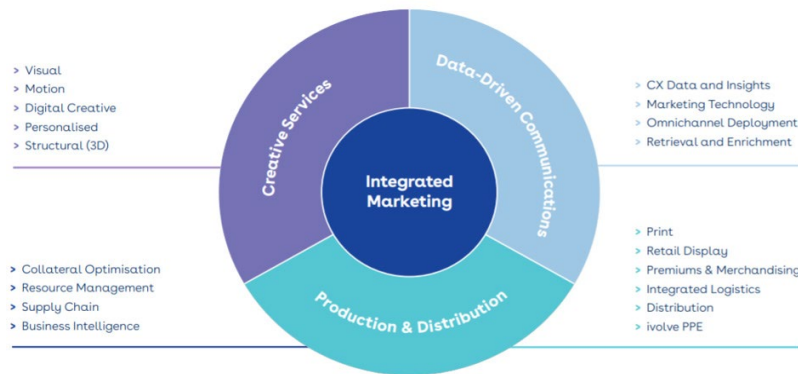 > Visual
> Motion
> Digital Creative
> Personalised
> Structural (3D)
Creative Services
Data-Driven Communications
> CX Data and Insights
> Marketing Technology
> Omnichannel Deployment
> Retrieval and Enrichment
Integrated
Marketing
> Collateral Optimisation
> Resource Management
> Supply Chain
> Business Intelligence
Production & Distribution
> Print
> Retail Display
> Premiums & Merchandising
> Integrated Logistics
> Distribution
> ivolve PPE